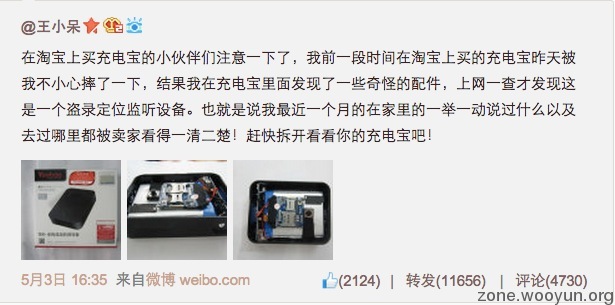 @王小呆
在淘宝上买充电宝的小伙伴们注意一下了，我前一段时间在淘宝上买的充电宝昨天被
我不小心摔了一下，结果我在充电宝里面发现了一些奇怪的配件，上网一查才发现这
是一个盗录定位监听设备。也就是说我最近一个月的在家里的一举一动说过什么以及
去过哪里都被卖家看得一清二楚！赶快拆开看看你的充电宝吧！
5月3日 16:35 来自微博 weibo.com
(2124) | 转发(11656) | 评论(4730)
zone.wooyun.org